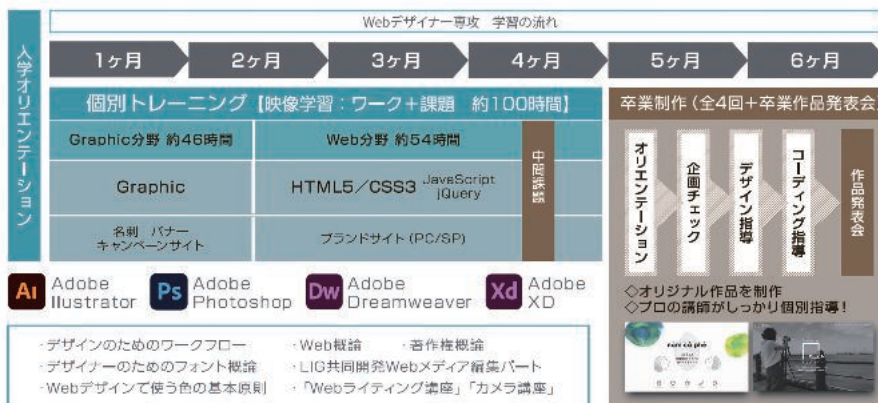 Webデザイナー専攻 学習の流れ
入学オリエンテーション
1ヶ月 2ヶ月 3ヶ月 4ヶ月 5ヶ月 6ヶ月
個別トレーニング【映像学習：ワーク+課題 約100時間】
Graphic分野 約46時間
Web分野 約54時間
Graphic
HTML5／CSS3 JavaScript
jQuery
名刺 バナー
キャンペーンサイト
ブランドサイト(PC/SP)
卒業制作(全4回+卒業作品発表会)
オリエンテーション
企画チェック
デザイン指導
コーディング指導
作品発表会
◇オリジナル作品を制作
◇プロの講師がしっかり個別指導！
Ai Adobe
Illustrator
Ps Adobe
Photoshop
Dw Adobe
Dreamweaver
Xd Adobe
XD
・デザインのためのワークフロー
・デザイナーのためのフォント概論
・Webデザインで使う色の基本原則
・Web概論 ・著作権概論
・LIG共同開発Webメディア編集パート
・「Webライティング講座」「カメラ講座」